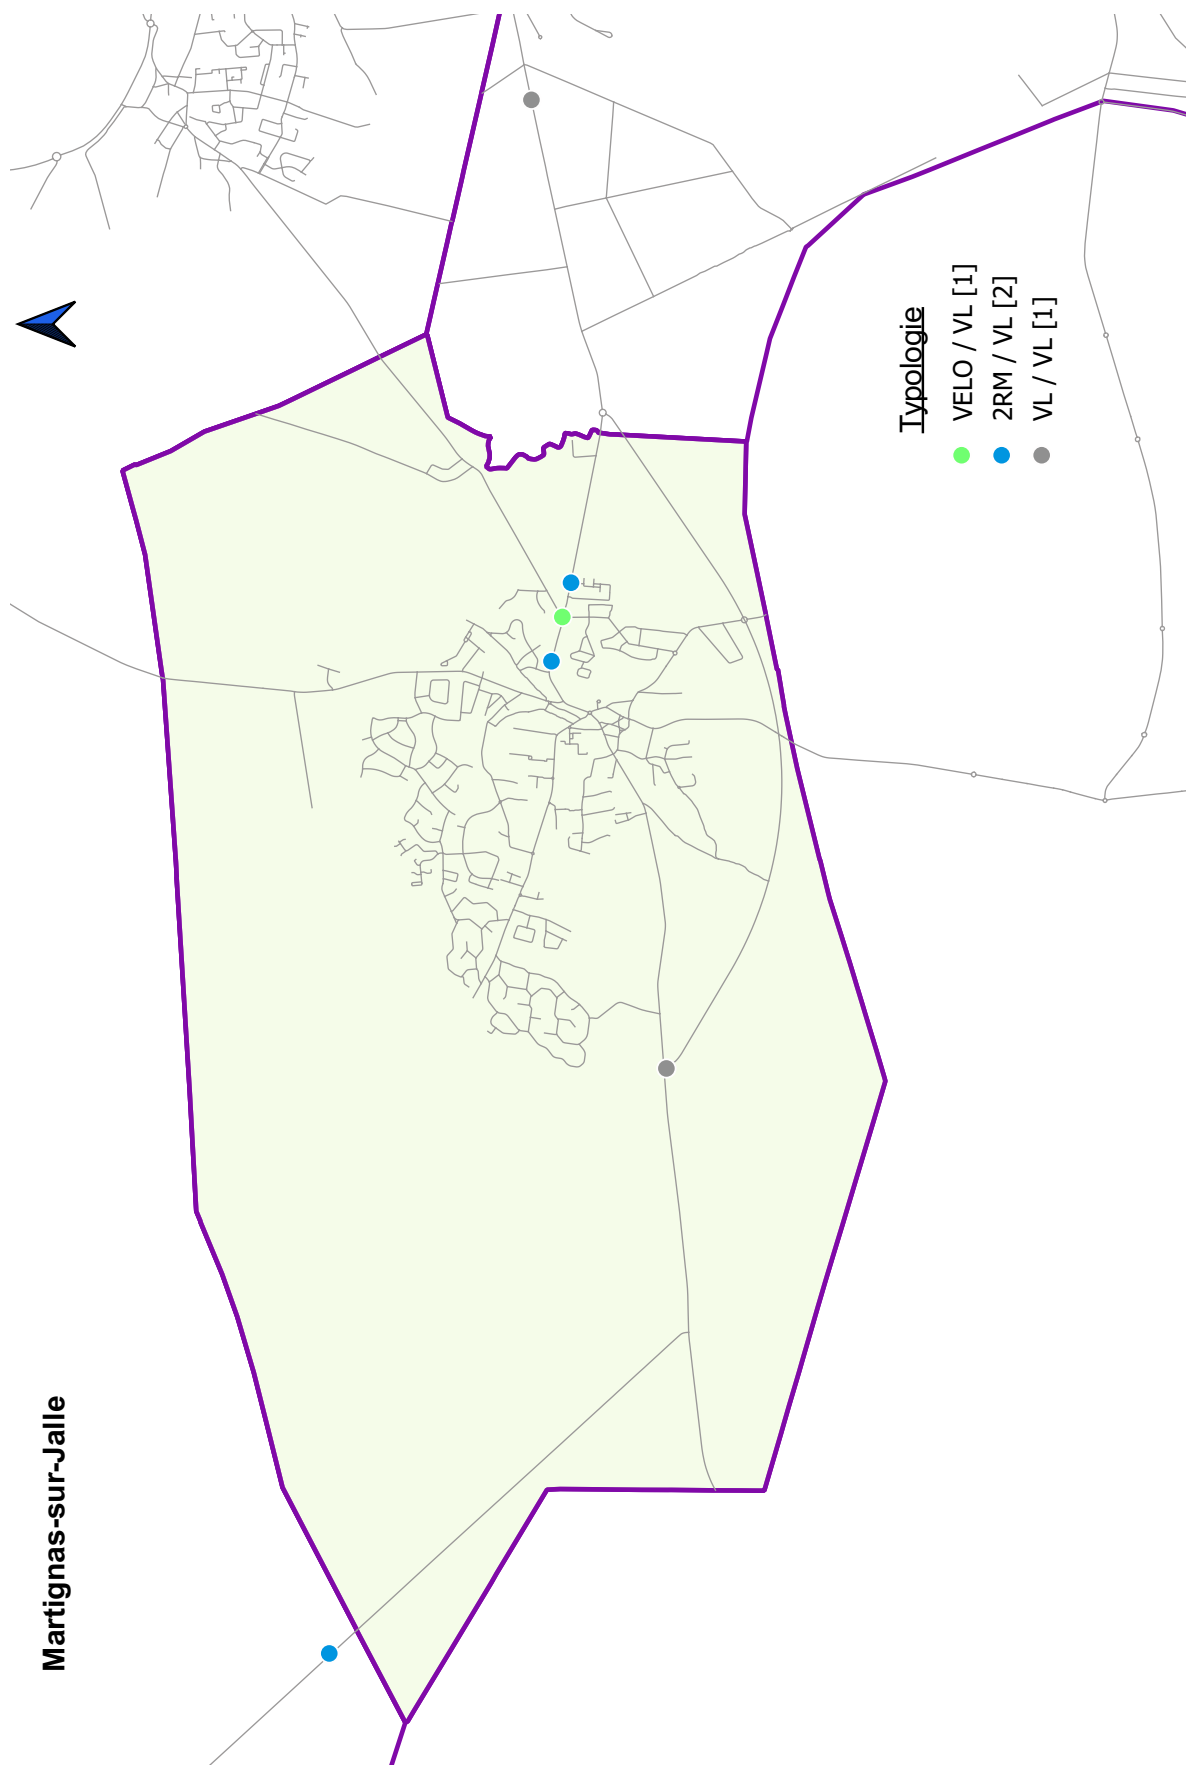 Martignas-sur-Jalle
Typologie
VELO / VL [1]
2RM / VL [2]
VL / VL [1]